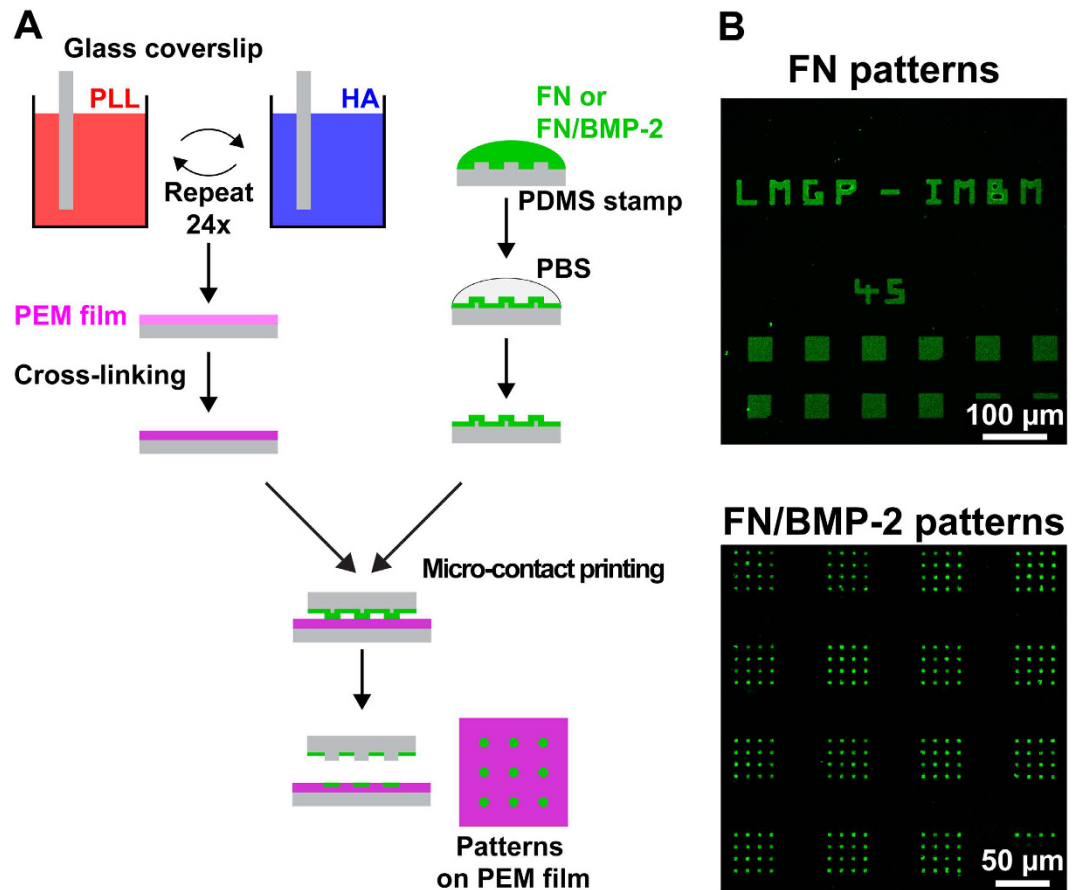 A
Glass coverslip
PLL
HA
Repeat
24x
PEM film
Cross-linking
FN or
FN/BMP-2
PDMS stamp
PBS
Micro-contact printing
Patterns
on PEM film
B
FN patterns
LMGP - IMBM
45
100 µm
FN/BMP-2 patterns
50 µm